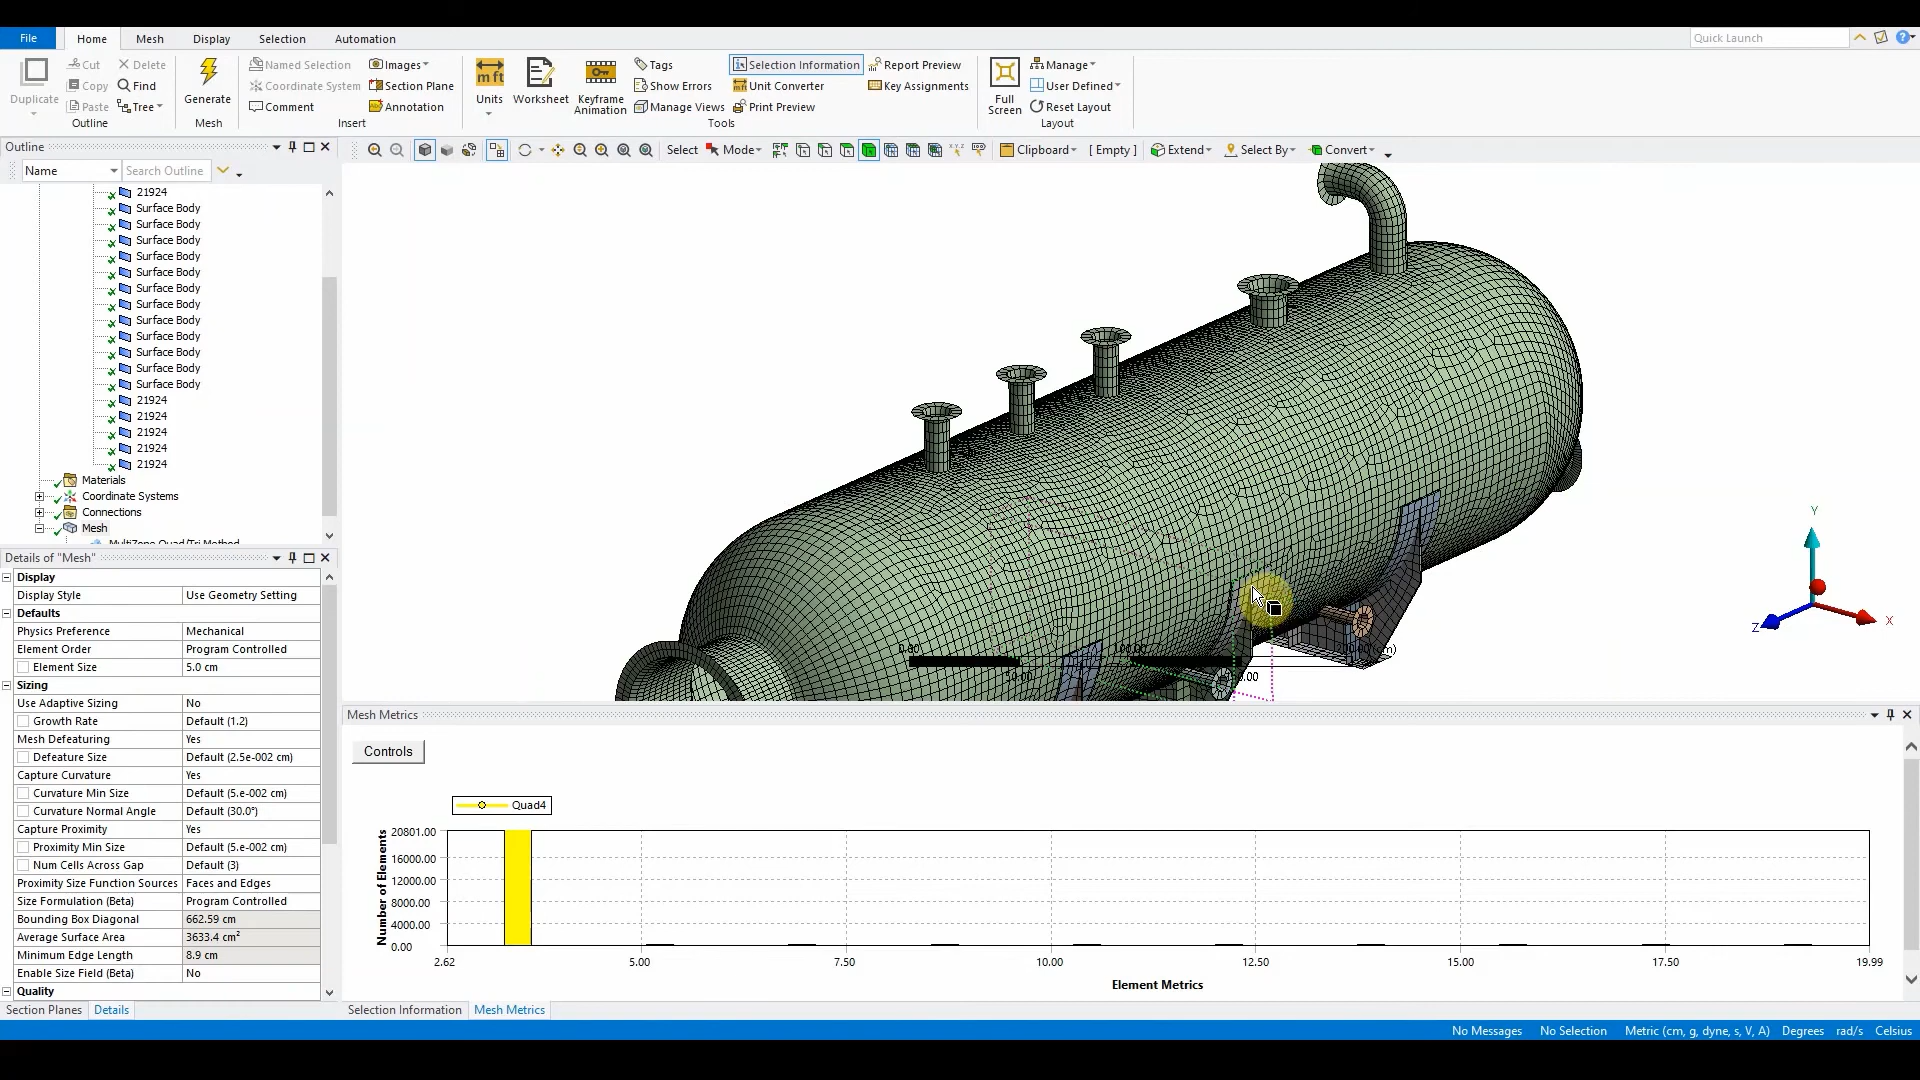 File Home Mesh Display Selection Automation Quick Launch
Cut Delete Named Selection Images Tags Selection Information Report Preview Manage
Copy Find Coordinate System Section Plane Show Errors Unit Converter Key Assignments User Defined
Duplicate Generate Units Worksheet Keyframe Animation Full Screen
Paste Tree Comment Annotation Manage Views Print Preview Reset Layout
Outline Mesh Insert Tools Layout
Outline
Select Mode Clipboard [ Empty ] Extend Select By Convert
Name Search Outline
21924
Surface Body
Surface Body
Surface Body
Surface Body
Surface Body
Surface Body
Surface Body
Surface Body
Surface Body
Surface Body
Surface Body
Surface Body
21924
21924
21924
21924
21924
Materials
Coordinate Systems
Connections
Mesh
MultiZone Quad/Tri Method
Details of "Mesh"
Display
Display Style Use Geometry Setting
Defaults
Physics Preference Mechanical
Element Order Program Controlled
Element Size 5.0 cm
Sizing
Use Adaptive Sizing No
Growth Rate Default (1.2)
Mesh Defeaturing Yes
Defeature Size Default (2.5e-002 cm)
Capture Curvature Yes
Curvature Min Size Default (5.e-002 cm)
Curvature Normal Angle Default (30.0°)
Capture Proximity Yes
Proximity Min Size Default (5.e-002 cm)
Num Cells Across Gap Default (3)
Proximity Size Function Sources Faces and Edges
Size Formulation (Beta) Program Controlled
Bounding Box Diagonal 662.59 cm
Average Surface Area 3633.4 cm²
Minimum Edge Length 8.9 cm
Enable Size Field (Beta) No
Quality
Section Planes Details
Y
Z X
0.00 100.00 (cm)
50.00 150.00
Mesh Metrics
Controls
Quad4
Number of Elements
20801.00
16000.00
12000.00
8000.00
4000.00
0.00
2.62 5.00 7.50 10.00 12.50 15.00 17.50 19.99
Element Metrics
Selection Information Mesh Metrics
No Messages No Selection Metric (cm, g, dyne, s, V, A) Degrees rad/s Celsius